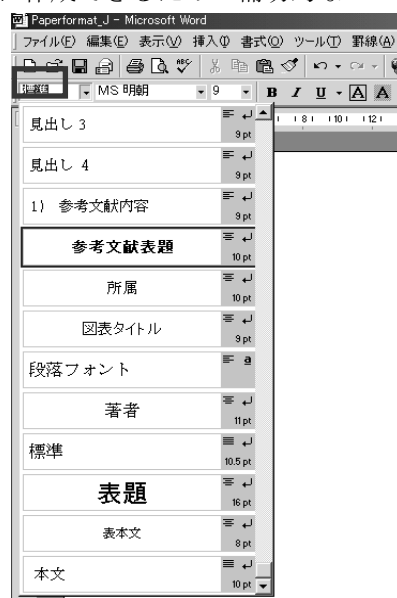 Paperformat_J - Microsoft Word
ファイル(F) 編集(E) 表示(V) 挿入(I) 書式(O) ツール(T) 罫線(A)
MS 明朝 9 B I U A A
見出し 3 9 pt
8 10 12
見出し 4 9 pt
1) 参考文献内容 9 pt
参考文献表題 10 pt
所属 10 pt
図表タイトル 9 pt
段落フォント a
著者 11 pt
標準 10.5 pt
表題 16 pt
表本文 8 pt
本文 10 pt